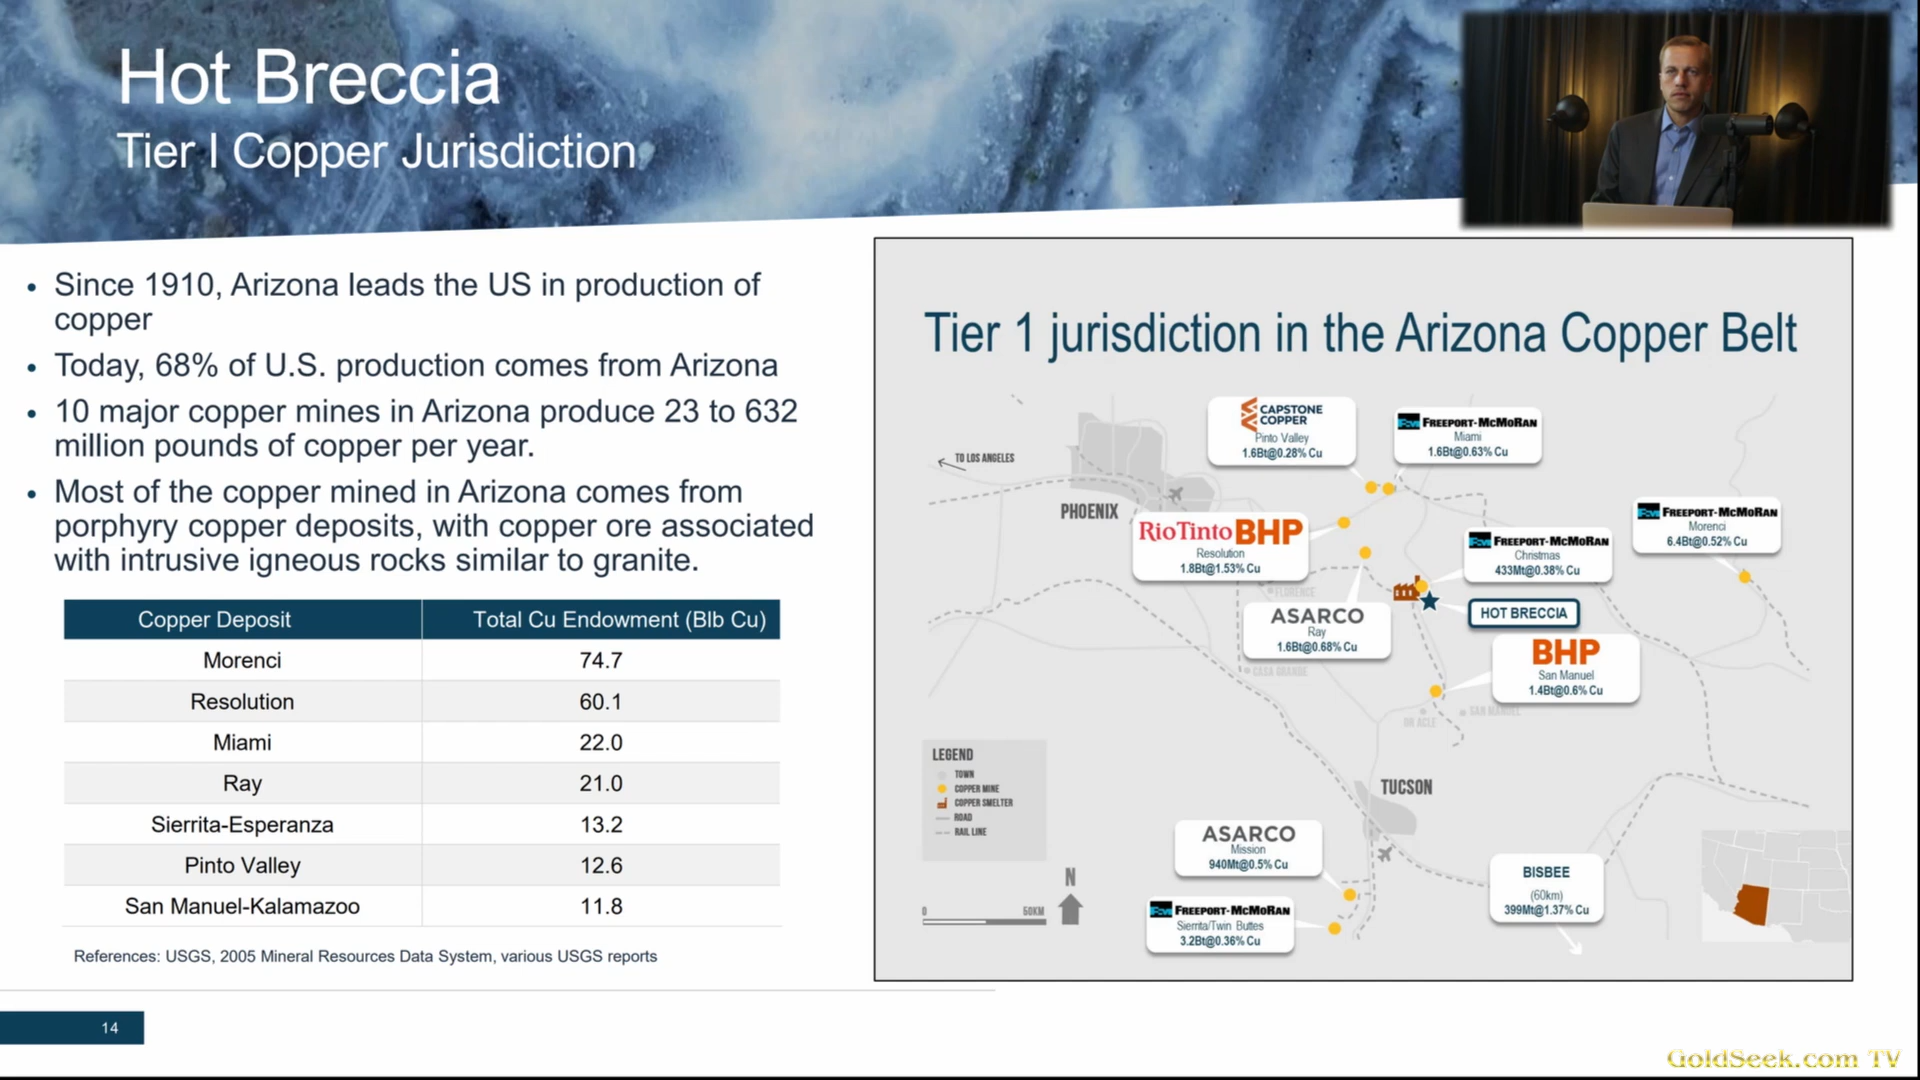 Hot Breccia
Tier I Copper Jurisdiction
• Since 1910, Arizona leads the US in production of
copper
• Today, 68% of U.S. production comes from Arizona
• 10 major copper mines in Arizona produce 23 to 632
million pounds of copper per year.
• Most of the copper mined in Arizona comes from
porphyry copper deposits, with copper ore associated
with intrusive igneous rocks similar to granite.
Copper Deposit Total Cu Endowment (Blb Cu)
Morenci 74.7
Resolution 60.1
Miami 22.0
Ray 21.0
Sierrita-Esperanza 13.2
Pinto Valley 12.6
San Manuel-Kalamazoo 11.8
References: USGS, 2005 Mineral Resources Data System, various USGS reports
14
Tier 1 jurisdiction in the Arizona Copper Belt
CAPSTONE
COPPER
Pinto Valley
1.6Bt@0.28% Cu
FREEPORT-McMoRAN
Miami
1.6Bt@0.63% Cu
TO LOS ANGELES
PHOENIX
RioTinto BHP
Resolution
1.8Bt@1.53% Cu
FREEPORT-McMoRAN
Morenci
6.4Bt@0.52% Cu
FREEPORT-McMoRAN
Christmas
433Mt@0.38% Cu
FLORENCE
HOT BRECCIA
ASARCO
Ray
1.6Bt@0.68% Cu
BHP
San Manuel
1.4Bt@0.6% Cu
CASA GRANDE
SAN MANUEL
LEGEND
TOWN
COPPER MINE
COPPER SMELTER
ROAD
RAIL LINE
TUCSON
ASARCO
Mission
940Mt@0.5% Cu
BISBEE
(60km)
399Mt@1.37% Cu
N
0 50KM
FREEPORT-McMoRAN
Sierrita/Twin Buttes
3.2Bt@0.36% Cu
GoldSeek.com TV